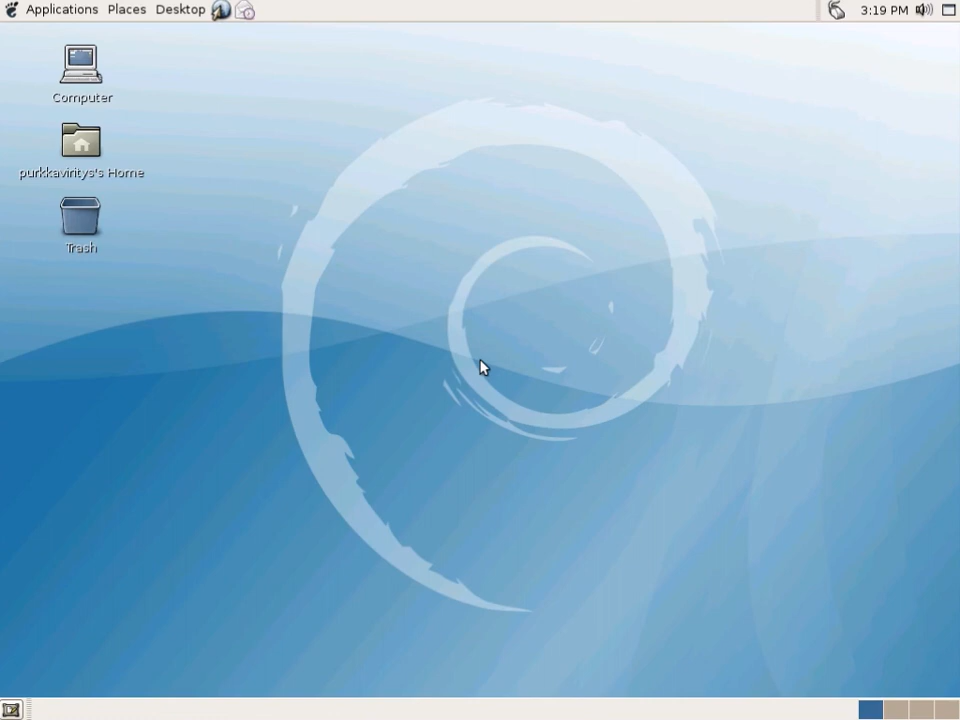 Applications Places Desktop 3:19 PM
Computer
purkkaviritys's Home
Trash